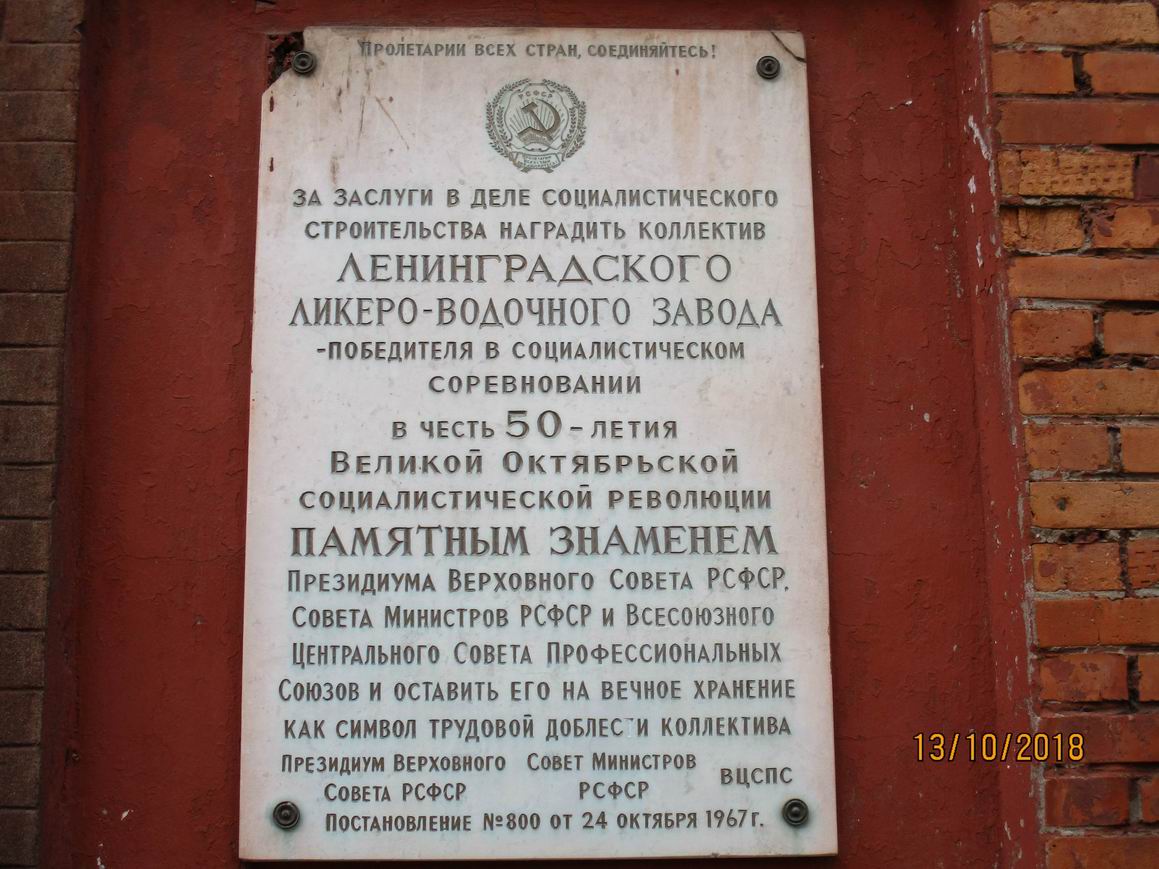 Пролетарии всех стран, соединяйтесь!
РСФСР
за заслуги в деле социалистического
строительства наградить коллектив
ЛЕНИНГРАДСКОГО
ЛИКЕРО-ВОДОЧНОГО ЗАВОДА
-победителя в социалистическом
соревновании
в честь 50-летия
Великой Октябрьской
социалистической революции
ПАМЯТНЫМ ЗНАМЕНЕМ
Президиума Верховного Совета РСФСР,
Совета Министров РСФСР и Всесоюзного
Центрального Совета Профессиональных
Союзов и оставить его на вечное хранение
как символ трудовой доблести коллектива
Президиум Верховного Совета РСФСР
Совет Министров РСФСР
ВЦСПС
Постановление №800 от 24 октября 1967г.
13/10/2018